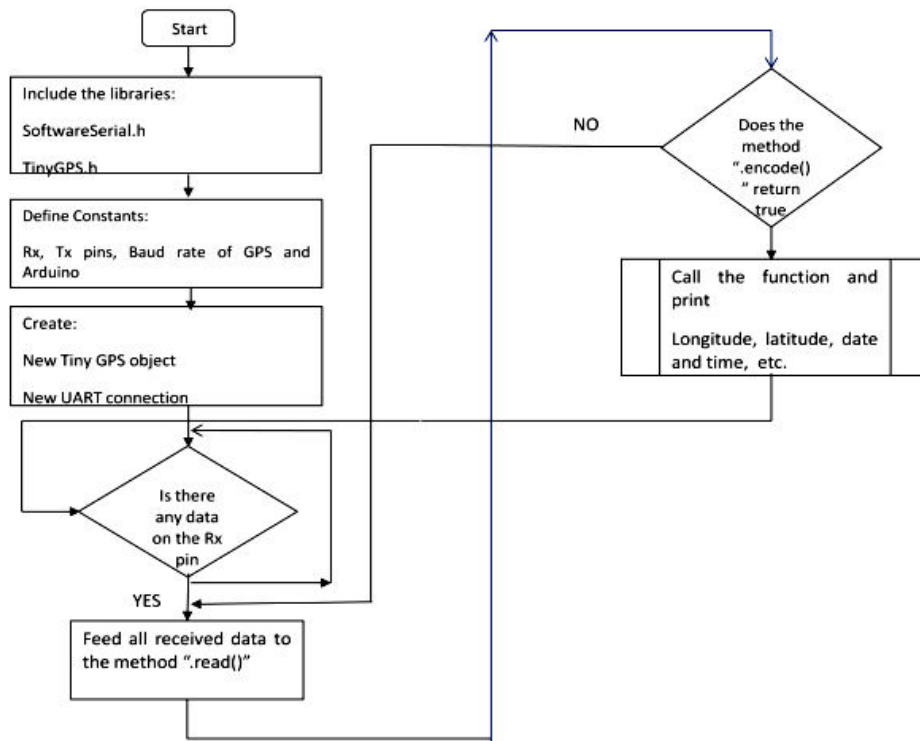 Start
Include the libraries:
SoftwareSerial.h
TinyGPS.h
Define Constants:
Rx, Tx pins, Baud rate of GPS and
Arduino
Create:
New Tiny GPS object
New UART connection
Is there
any data
on the Rx
pin
YES
Feed all received data to
the method “.read()”
NO
Does the
method
“.encode()
” return
true
Call the function and
print
Longitude, latitude, date
and time, etc.